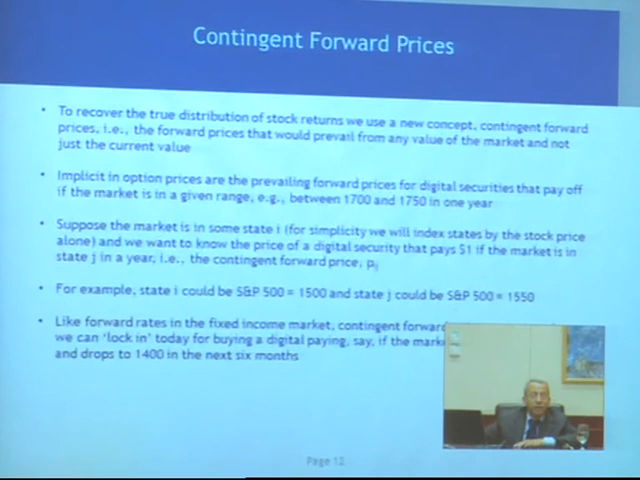 Contingent Forward Prices
• To recover the true distribution of stock returns we use a new concept, contingent forward
prices, i.e., the forward prices that would prevail from any value of the market and not
just the current value
• Implicit in option prices are the prevailing forward prices for digital securities that pay off
if the market is in a given range, e.g., between 1700 and 1750 in one year
• Suppose the market is in some state i (for simplicity we will index states by the stock price
alone) and we want to know the price of a digital security that pays $1 if the market is in
state j in a year, i.e., the contingent forward price, pij
• For example, state i could be S&P 500 = 1500 and state j could be S&P 500 = 1550
• Like forward rates in the fixed income market, contingent forward
we can 'lock in' today for buying a digital paying, say, if the
and drops to 1400 in the next six months
Page 12